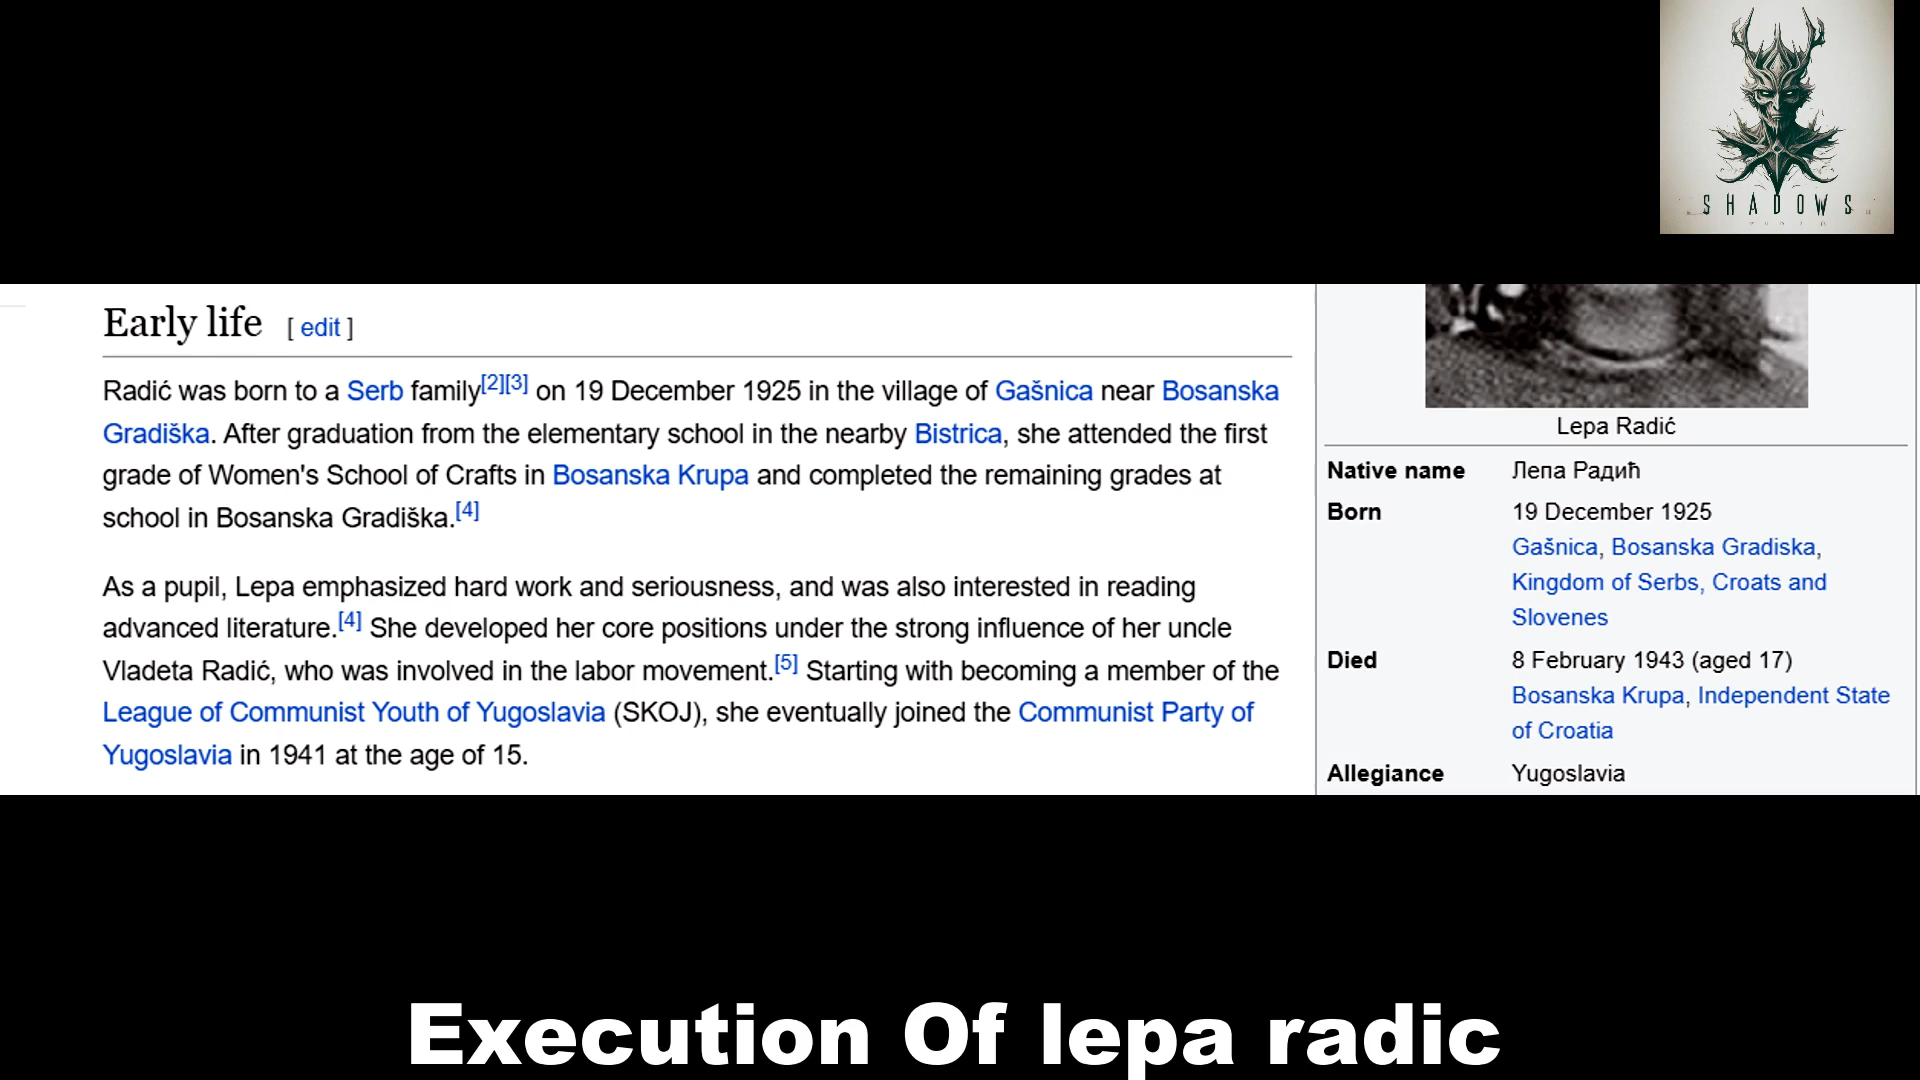 SHADOWS
Early life [ edit ]
Radić was born to a Serb family[2][3] on 19 December 1925 in the village of Gašnica near Bosanska
Gradiška. After graduation from the elementary school in the nearby Bistrica, she attended the first
grade of Women's School of Crafts in Bosanska Krupa and completed the remaining grades at
school in Bosanska Gradiška.[4]
As a pupil, Lepa emphasized hard work and seriousness, and was also interested in reading
advanced literature.[4] She developed her core positions under the strong influence of her uncle
Vladeta Radić, who was involved in the labor movement.[5] Starting with becoming a member of the
League of Communist Youth of Yugoslavia (SKOJ), she eventually joined the Communist Party of
Yugoslavia in 1941 at the age of 15.
Lepa Radić
Native name Лепа Радић
Born 19 December 1925
Gašnica, Bosanska Gradiska,
Kingdom of Serbs, Croats and
Slovenes
Died 8 February 1943 (aged 17)
Bosanska Krupa, Independent State
of Croatia
Allegiance Yugoslavia
Execution Of lepa radic